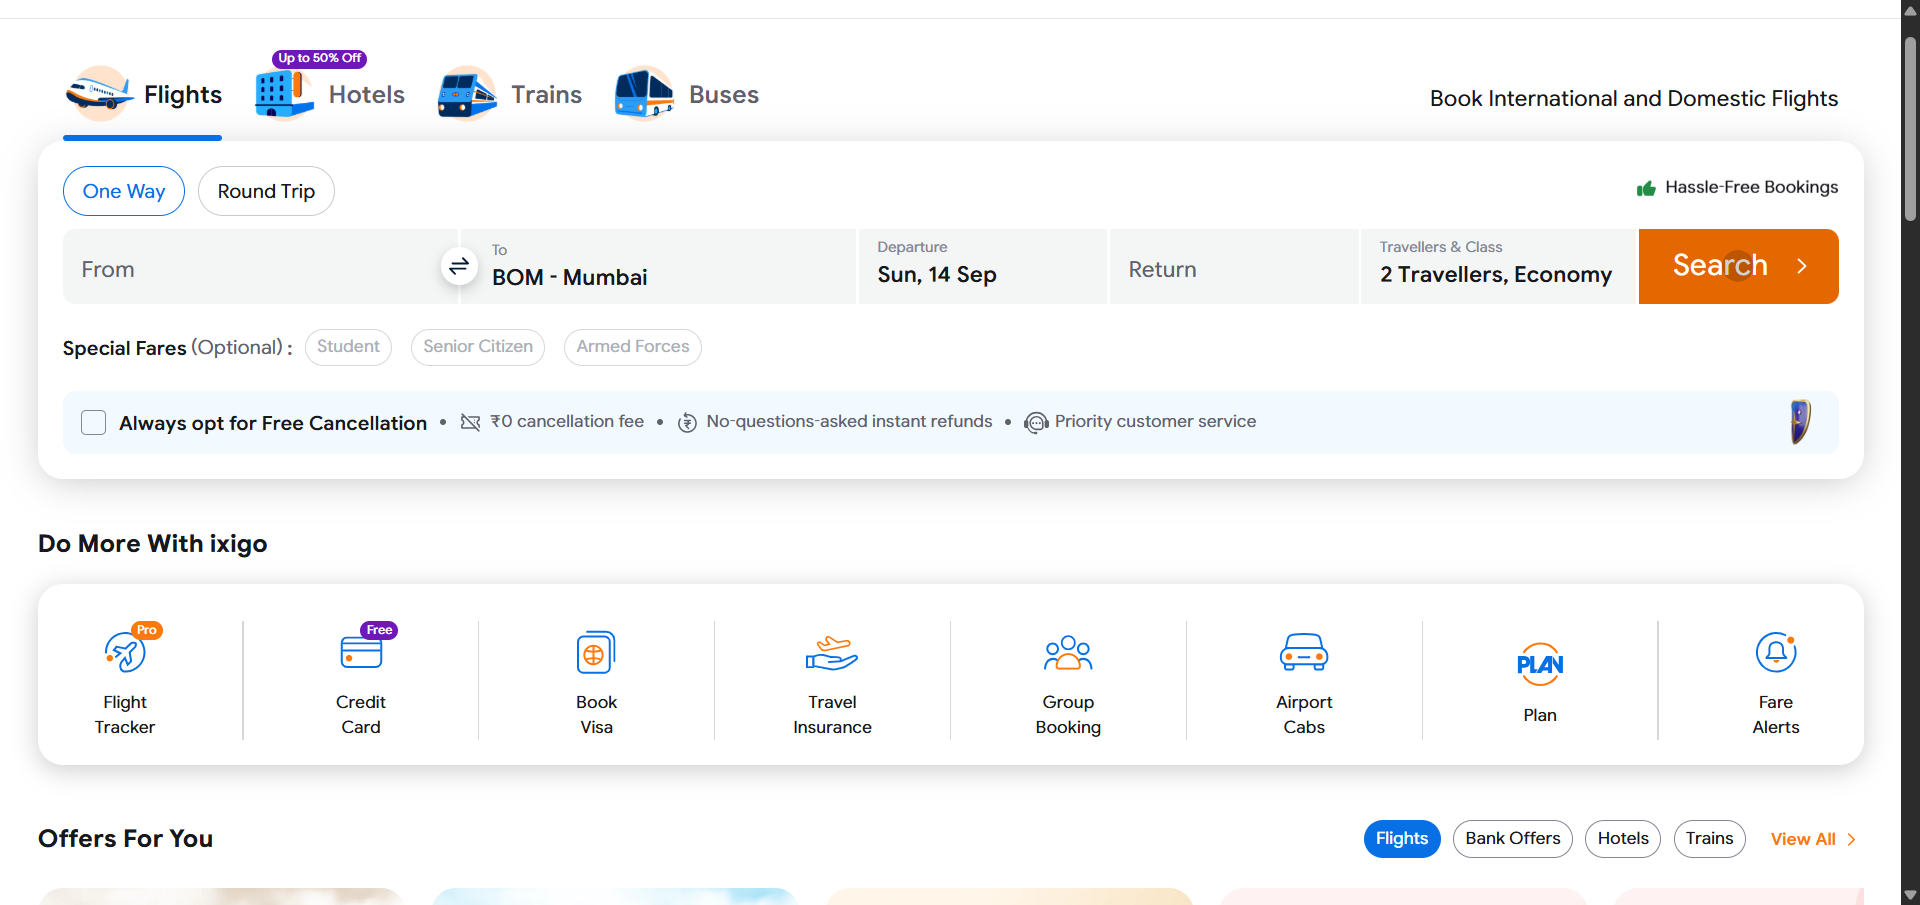 Up to 50% Off
Flights
Hotels
Trains
Buses
Book International and Domestic Flights
One Way
Round Trip
Hassle-Free Bookings
From
To
BOM - Mumbai
Departure
Sun, 14 Sep
Return
Travellers & Class
2 Travellers, Economy
Search
Special Fares (Optional) :
Student
Senior Citizen
Armed Forces
Always opt for Free Cancellation • ₹0 cancellation fee • No-questions-asked instant refunds • Priority customer service
Do More With ixigo
Pro
Flight
Tracker
Free
Credit
Card
Book
Visa
Travel
Insurance
Group
Booking
Airport
Cabs
PLAN
Plan
Fare
Alerts
Offers For You
Flights
Bank Offers
Hotels
Trains
View All